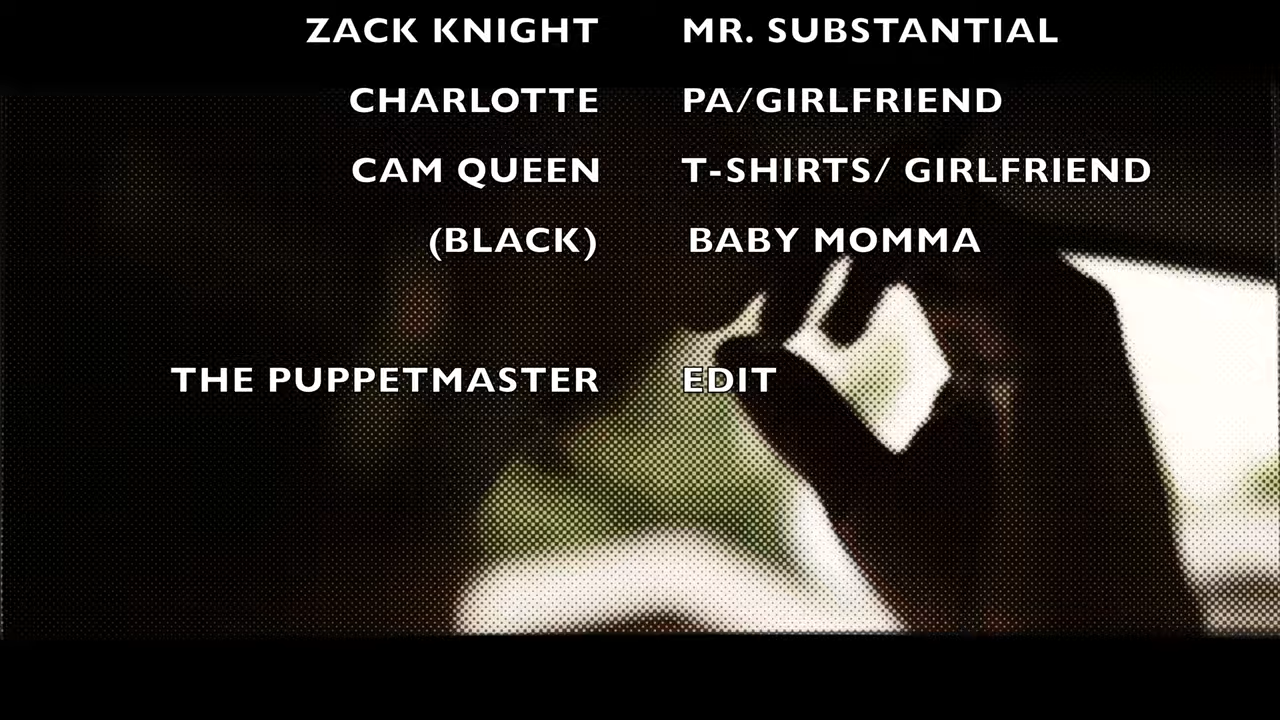 ZACK KNIGHT MR. SUBSTANTIAL
CHARLOTTE PA/GIRLFRIEND
CAM QUEEN T-SHIRTS/ GIRLFRIEND
(BLACK) BABY MOMMA
THE PUPPETMASTER EDIT